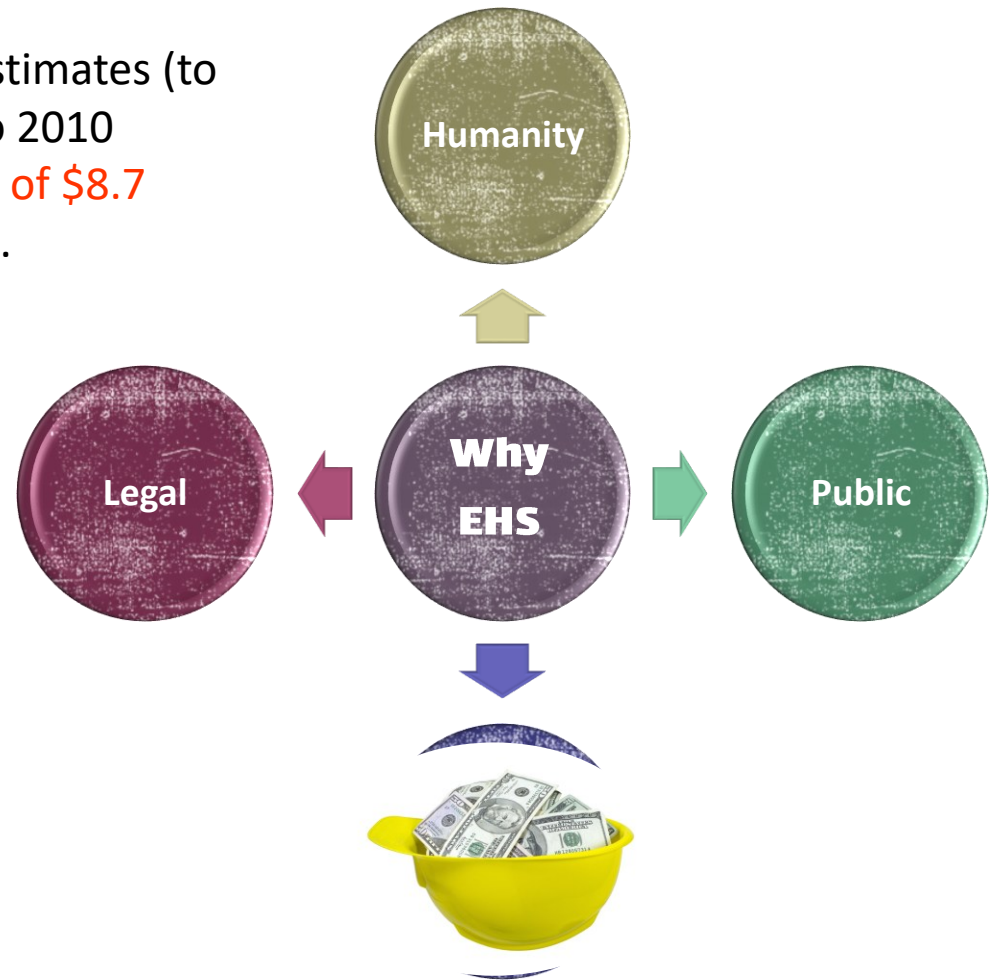 stimates (to
2010
of $8.7
.
Humanity
Legal
Why
EHS
Public